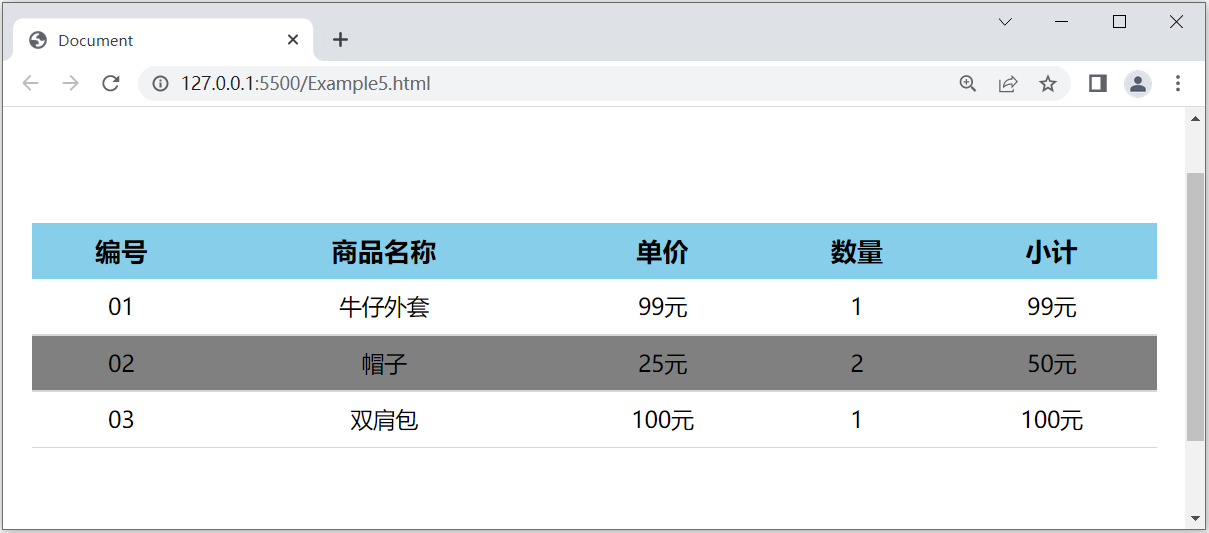 Document
127.0.0.1:5500/Example5.html
编号 商品名称 单价 数量 小计
01 牛仔外套 99元 1 99元
02 帽子 25元 2 50元
03 双肩包 100元 1 100元